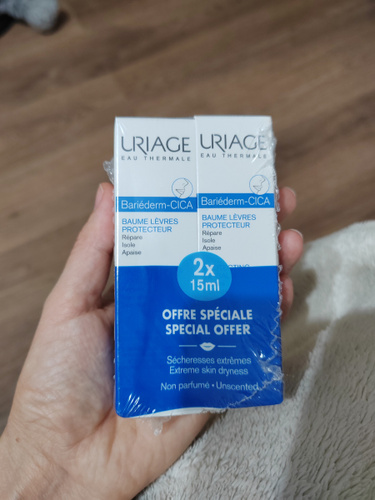 URIAGE
EAU THERMALE
Bariéderm-CICA
BAUME LÈVRES
PROTECTEUR
Répare
Isole
Apaise
URIAGE
EAU THERMALE
Bariéderm-CICA
BAUME LÈVRES
PROTECTEUR
Répare
Isole
Apaise
2x
15ml
OFFRE SPÉCIALE
SPECIAL OFFER
Sécheresses extrêmes
Extreme skin dryness
Non parfumé • Unscented